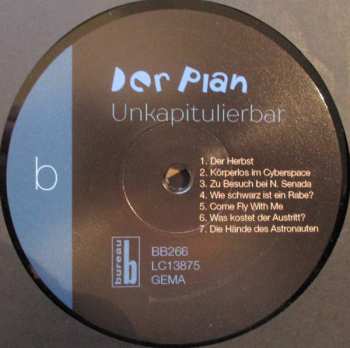 Der Plan
Unkapitulierbar
b
1. Der Herbst
2. Körperlos im Cyberspace
3. Zu Besuch bei N. Senada
4. Wie schwarz ist ein Rabe?
5. Come Fly With Me
6. Was kostet der Austritt?
7. Die Hände des Astronauten
bureau b
BB266
LC13875
GEMA